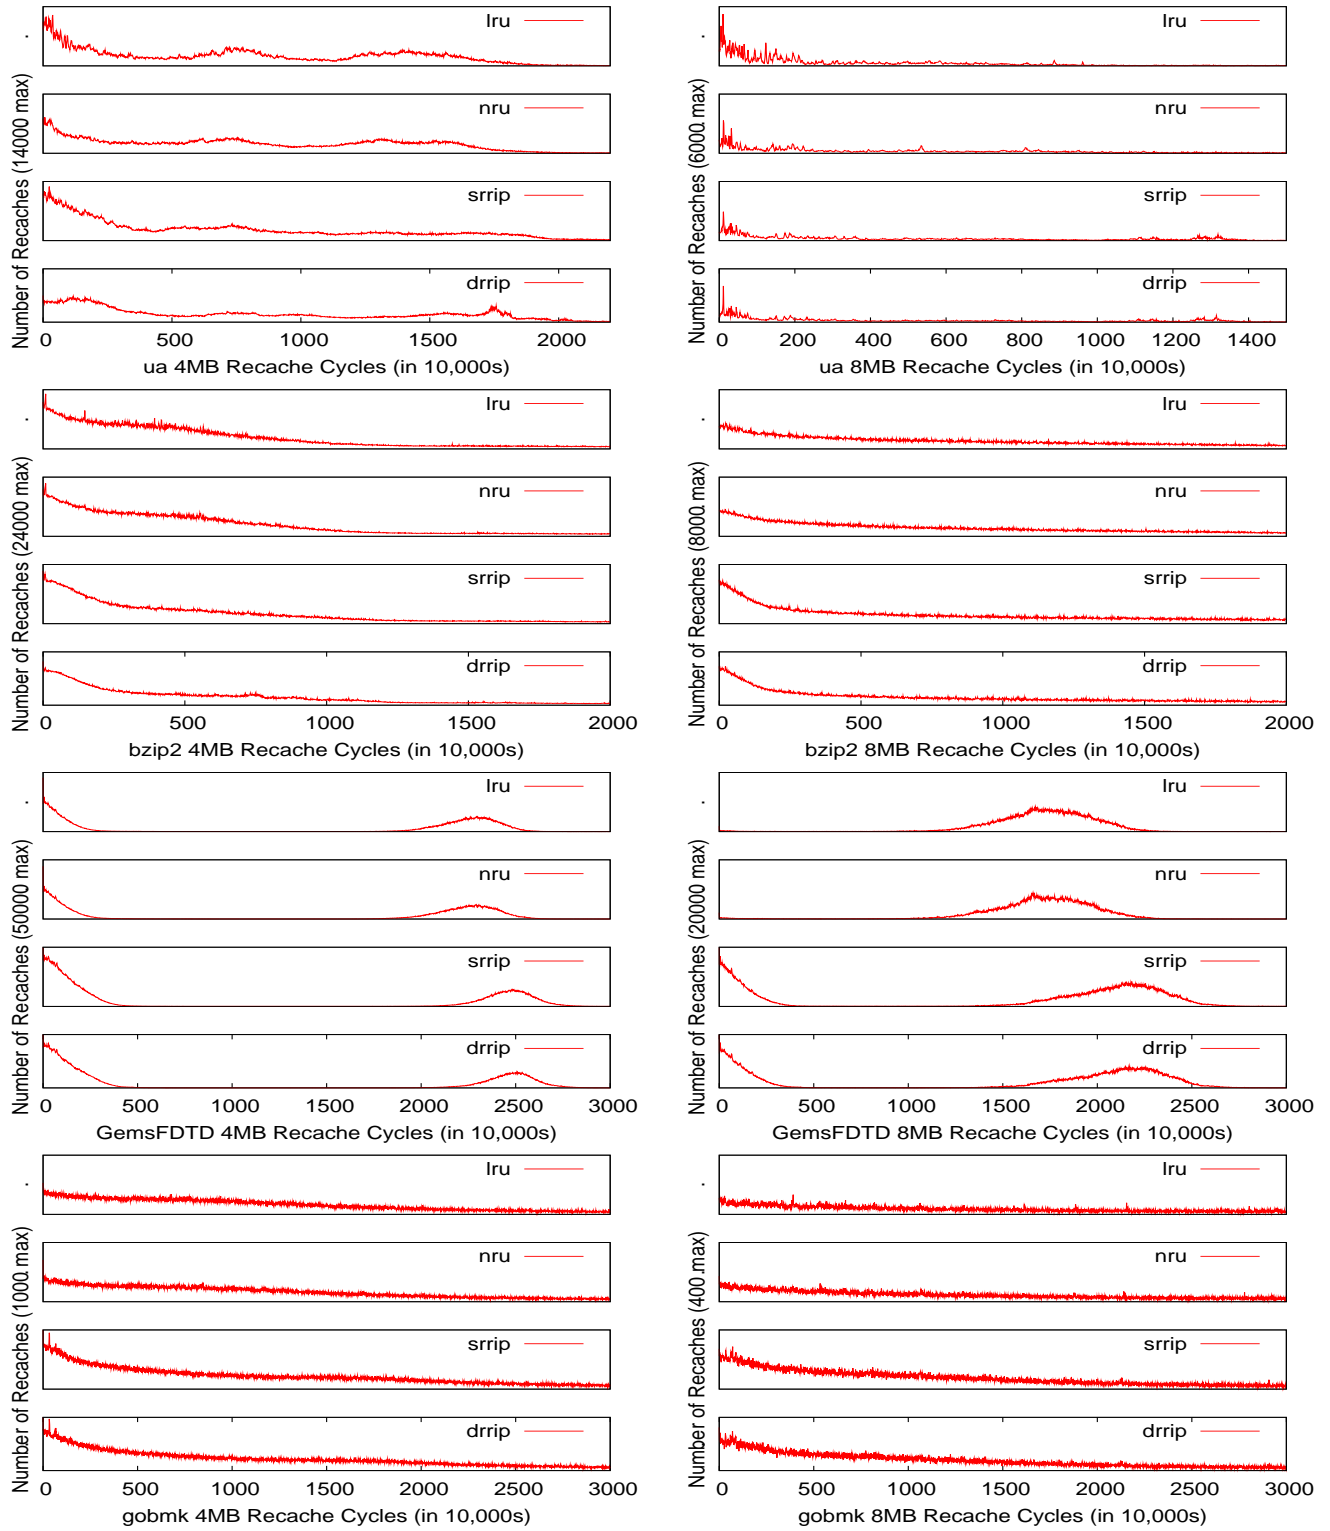 lru
nru
srrip
drrip
Number of Recaches (14000 max)
0 500 1000 1500 2000
ua 4MB Recache Cycles (in 10,000s)
lru
nru
srrip
drrip
Number of Recaches (6000 max)
0 200 400 600 800 1000 1200 1400
ua 8MB Recache Cycles (in 10,000s)
lru
nru
srrip
drrip
Number of Recaches (24000 max)
0 500 1000 1500 2000
bzip2 4MB Recache Cycles (in 10,000s)
lru
nru
srrip
drrip
Number of Recaches (8000 max)
0 500 1000 1500 2000
bzip2 8MB Recache Cycles (in 10,000s)
lru
nru
srrip
drrip
Number of Recaches (50000 max)
0 500 1000 1500 2000 2500 3000
GemsFDTD 4MB Recache Cycles (in 10,000s)
lru
nru
srrip
drrip
Number of Recaches (20000 max)
0 500 1000 1500 2000 2500 3000
GemsFDTD 8MB Recache Cycles (in 10,000s)
lru
nru
srrip
drrip
Number of Recaches (1000 max)
0 500 1000 1500 2000 2500 3000
gobmk 4MB Recache Cycles (in 10,000s)
lru
nru
srrip
drrip
Number of Recaches (400 max)
0 500 1000 1500 2000 2500 3000
gobmk 8MB Recache Cycles (in 10,000s)